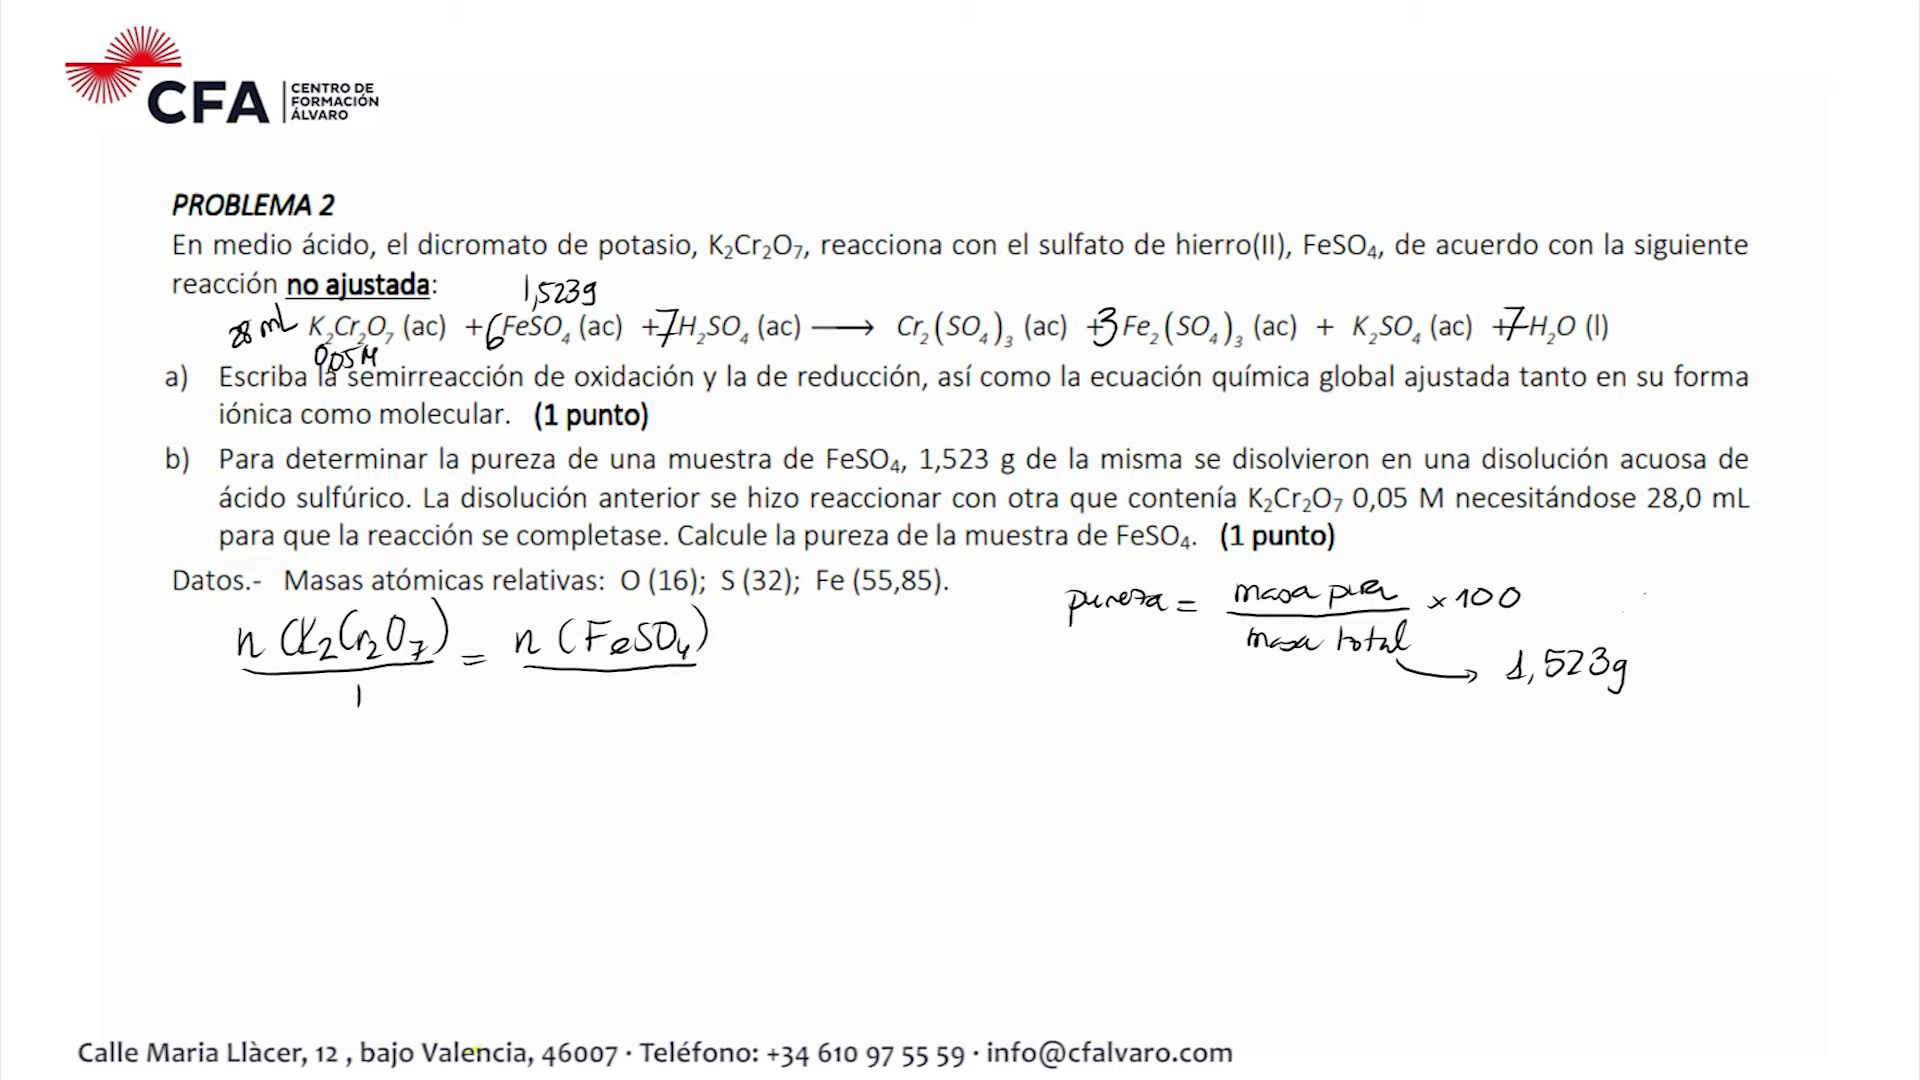 CFA
CENTRO DE
FORMACIÓN
ÁLVARO
PROBLEMA 2
En medio ácido, el dicromato de potasio, K₂Cr₂O₇, reacciona con el sulfato de hierro(II), FeSO₄, de acuerdo con la siguiente
reacción no ajustada:
1,523g
28 mL K₂Cr₂O₇ (ac) + 6 FeSO₄ (ac) + 7 H₂SO₄ (ac) ⟶ Cr₂(SO₄)₃ (ac) + 3 Fe₂(SO₄)₃ (ac) + K₂SO₄ (ac) + 7 H₂O (l)
0,05 M
a) Escriba la semirreacción de oxidación y la de reducción, así como la ecuación química global ajustada tanto en su forma
iónica como molecular. (1 punto)
b) Para determinar la pureza de una muestra de FeSO₄, 1,523 g de la misma se disolvieron en una disolución acuosa de
ácido sulfúrico. La disolución anterior se hizo reaccionar con otra que contenía K₂Cr₂O₇ 0,05 M necesitándose 28,0 mL
para que la reacción se completase. Calcule la pureza de la muestra de FeSO₄. (1 punto)
Datos.- Masas atómicas relativas: O (16); S (32); Fe (55,85).
n (K₂Cr₂O₇) = n (FeSO₄)
1
pureza = masa pura × 100
masa total
1,523g
Calle Maria Llàcer, 12 , bajo Valencia, 46007 · Teléfono: +34 610 97 55 59 · info@cfalvaro.com